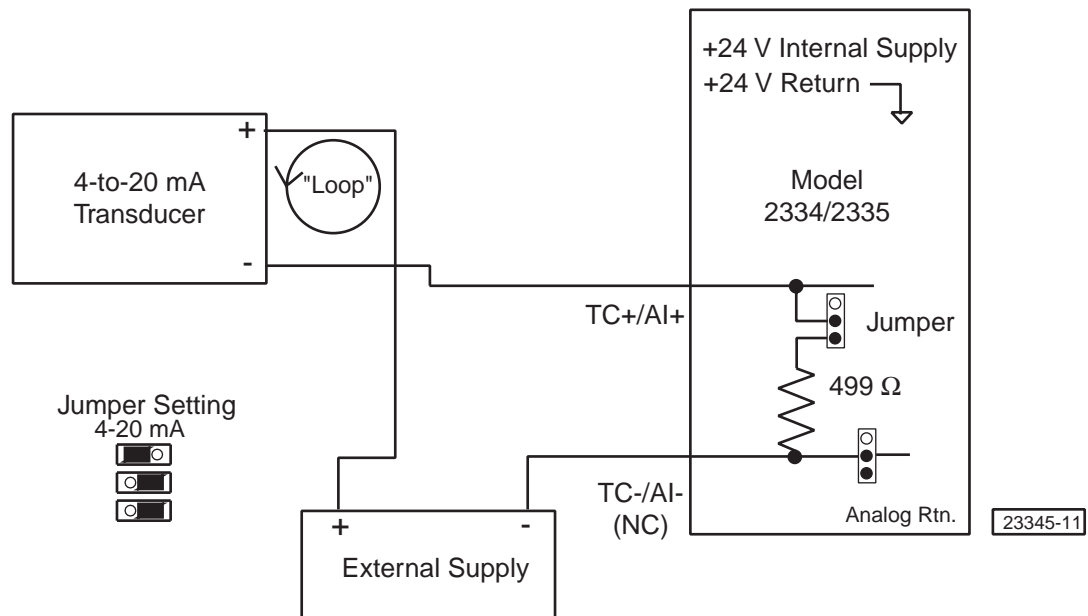 +24 V Internal Supply
+24 V Return
+
4-to-20 mA
Transducer
"Loop"
-
Model
2334/2335
TC+/AI+
Jumper
499 Ω
Jumper Setting
4-20 mA
TC-/AI-
(NC)
Analog Rtn.
23345-11
+
-
External Supply